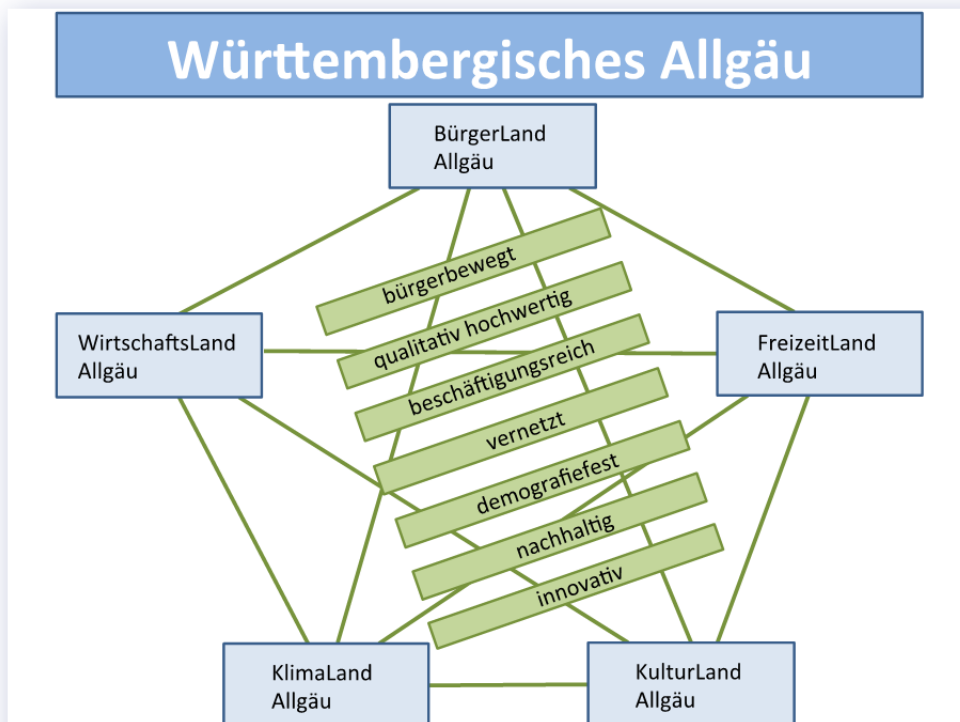 Württembergisches Allgäu
BürgerLand
Allgäu
bürgerbewegt
qualitativ hochwertig
WirtschaftsLand
Allgäu
FreizeitLand
Allgäu
beschäftigungsreich
vernetzt
demografiefest
nachhaltig
innovativ
KlimaLand
Allgäu
KulturLand
Allgäu